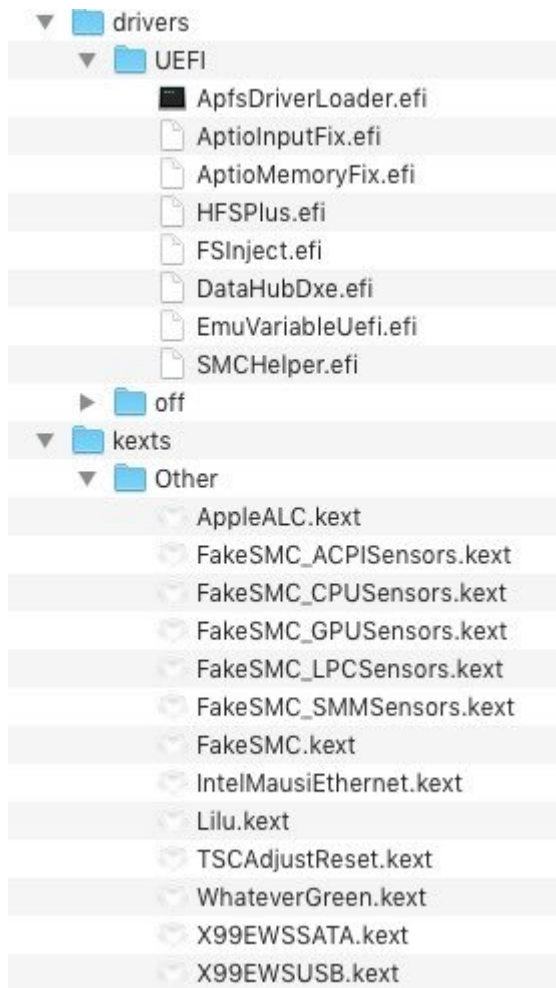 drivers
UEFI
ApfsDriverLoader.efi
AptioInputFix.efi
AptioMemoryFix.efi
HFSPlus.efi
FSInject.efi
DataHubDxe.efi
EmuVariableUefi.efi
SMCHelper.efi
off
kexts
Other
AppleALC.kext
FakeSMC_ACPISensors.kext
FakeSMC_CPUSensors.kext
FakeSMC_GPUSensors.kext
FakeSMC_LPCSensors.kext
FakeSMC_SMMSensors.kext
FakeSMC.kext
IntelMausiEthernet.kext
Lilu.kext
TSCAdjustReset.kext
WhateverGreen.kext
X99EWSSATA.kext
X99EWSUSB.kext